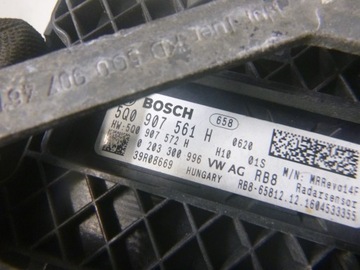 BOSCH 658
5Q0 907 561 H 0620
HW:5Q0 907 572 H H10 01S
0 203 300 996 VW AG RB8 M/N: MRRevo14F
39R08669 HUNGARY Radarsensor
RB8-65812.12.1604533355